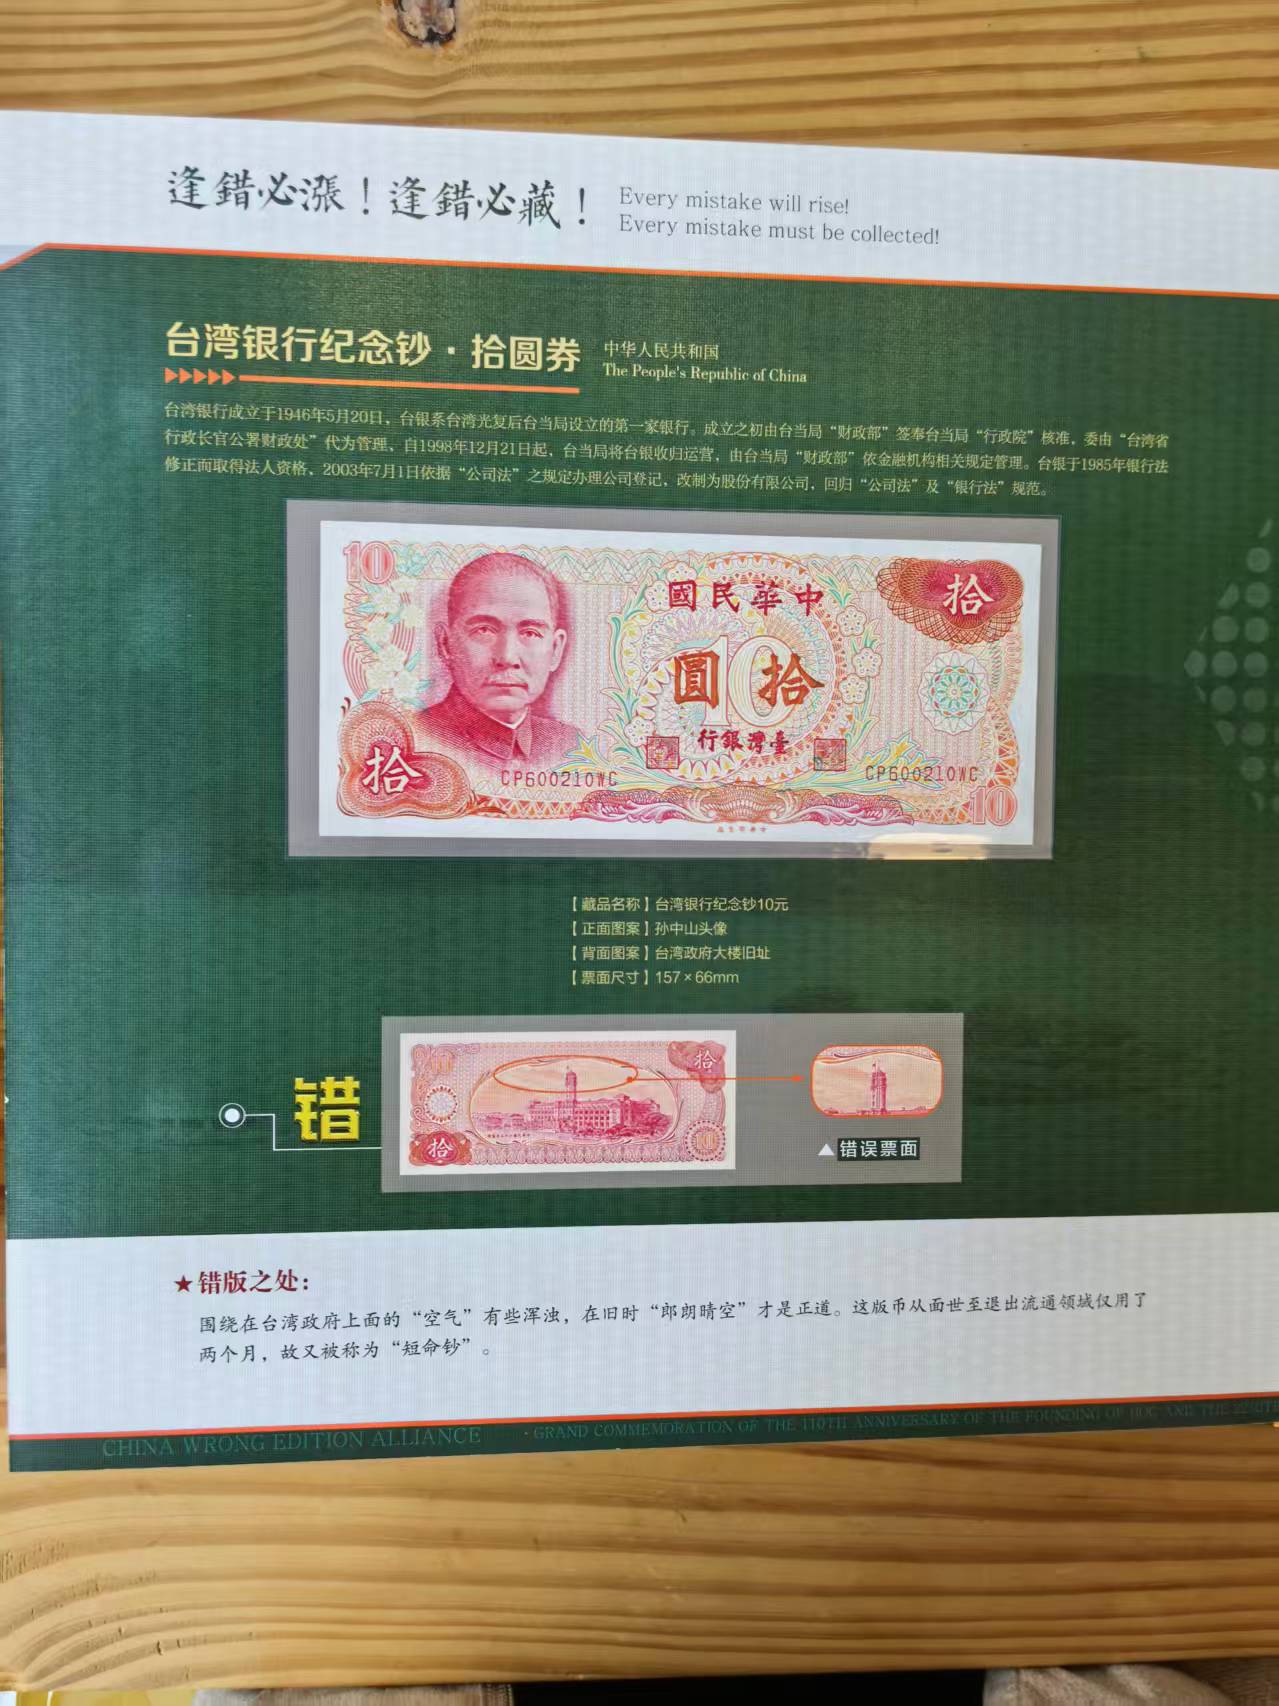 逢錯必漲！逢錯必藏！
Every mistake will rise!
Every mistake must be collected!
台湾银行纪念钞·拾圆券
中华人民共和国
The People's Republic of China
台湾银行成立于1946年5月20日，台银系台湾光复后台当局设立的第一家银行。成立之初由台当局“财政部”签奉台当局“行政院”核准，委由“台湾省
行政长官公署财政处”代为管理，自1998年12月21日起，台当局将台银收归运营，由台当局“财政部”依金融机构相关规定管理。台银于1985年银行法
修正而取得法人资格，2003年7月1日依据“公司法”之规定办理公司登记，改制为股份有限公司，回归“公司法”及“银行法”规范。
10
國民華中
拾
圓 10 拾
行銀灣臺
拾
CP600210WC
CP600210WC
10
【藏品名称】台湾银行纪念钞10元
【正面图案】孙中山头像
【背面图案】台湾政府大楼旧址
【票面尺寸】157×66mm
错
10
拾
拾
10
▲错误票面
★错版之处：
围绕在台湾政府上面的“空气”有些浑浊，在旧时“郎朗晴空”才是正道。这版币从面世至退出流通领域仅用了
两个月，故又被称为“短命钞”。
CHINA WRONG EDITION ALLIANCE
·GRAND COMMEMORATION OF THE 110TH ANNIVERSARY OF THE FOUNDING OF BOC AND THE